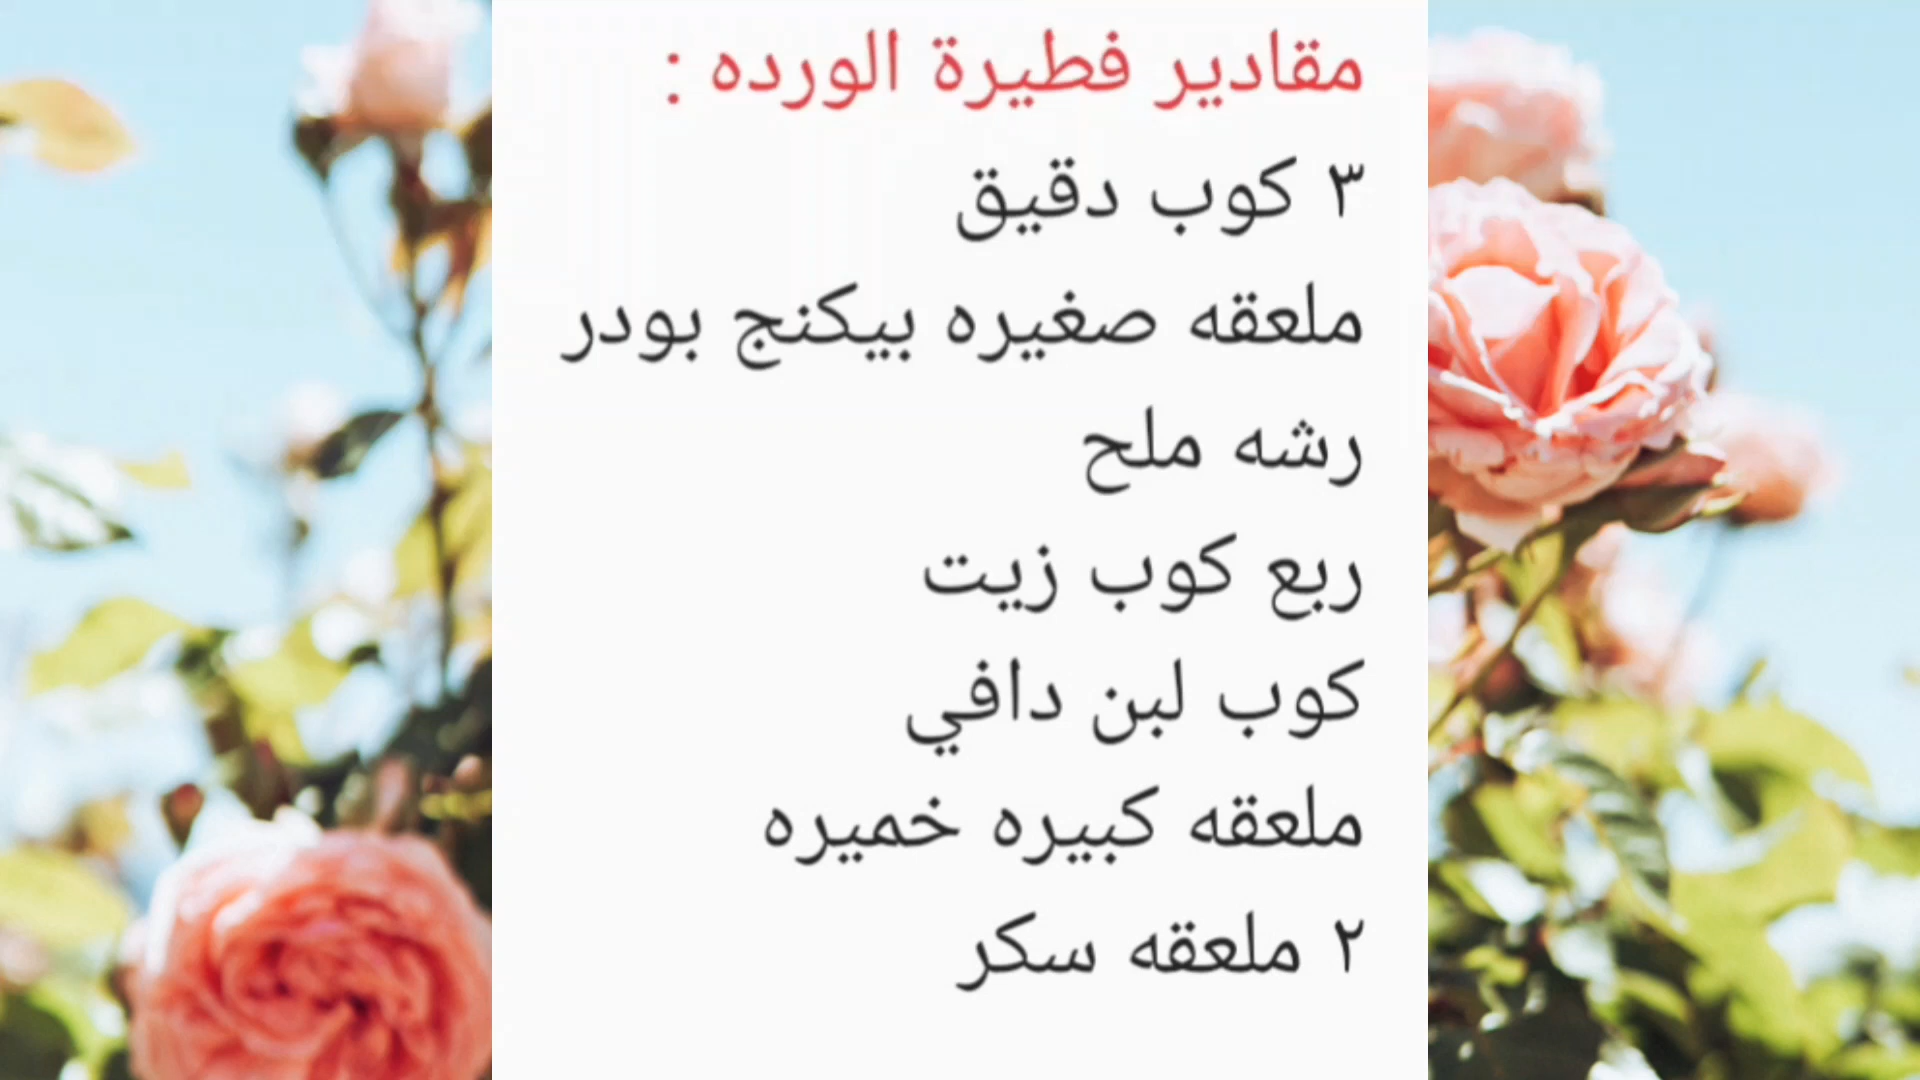 مقادير فطيرة الورده :
٣ كوب دقيق
ملعقه صغيره بيكنج بودر
رشه ملح
ربع كوب زيت
كوب لبن دافي
ملعقه كبيره خميره
٢ ملعقه سكر